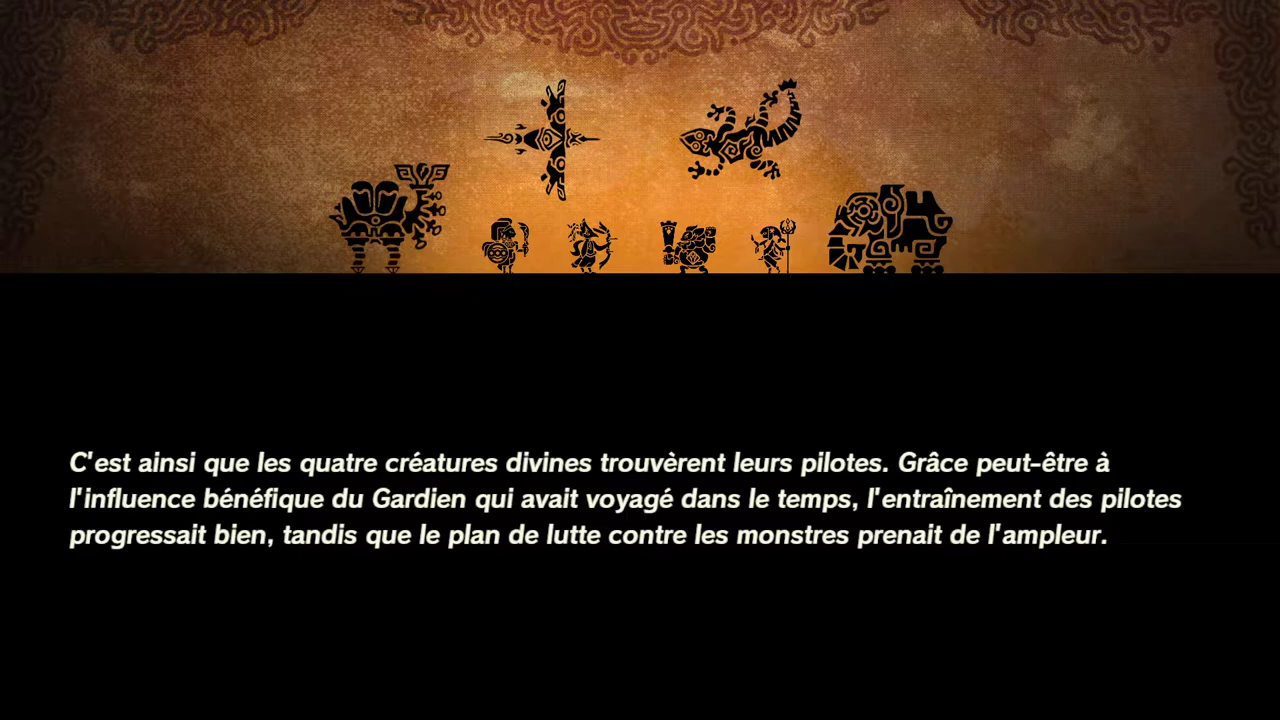 C'est ainsi que les quatre créatures divines trouvèrent leurs pilotes. Grâce peut-être à
l'influence bénéfique du Gardien qui avait voyagé dans le temps, l'entraînement des pilotes
progressait bien, tandis que le plan de lutte contre les monstres prenait de l'ampleur.